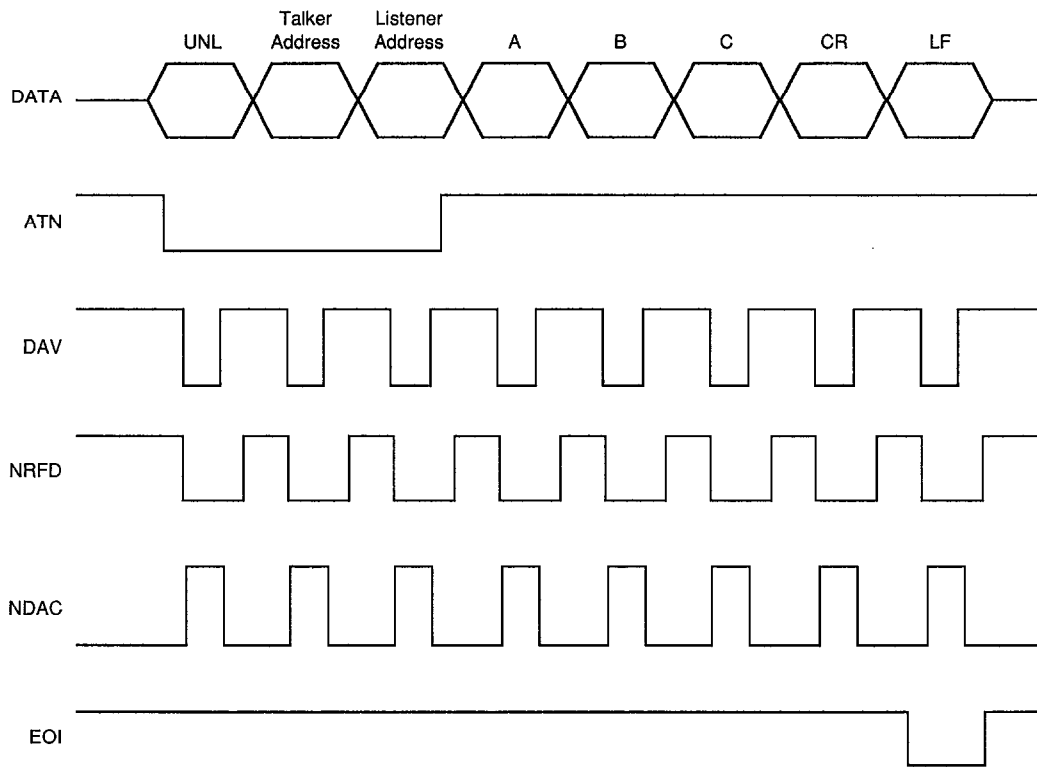 UNL
Talker
Address
Listener
Address
A
B
C
CR
LF
DATA
ATN
DAV
NRFD
NDAC
EOI